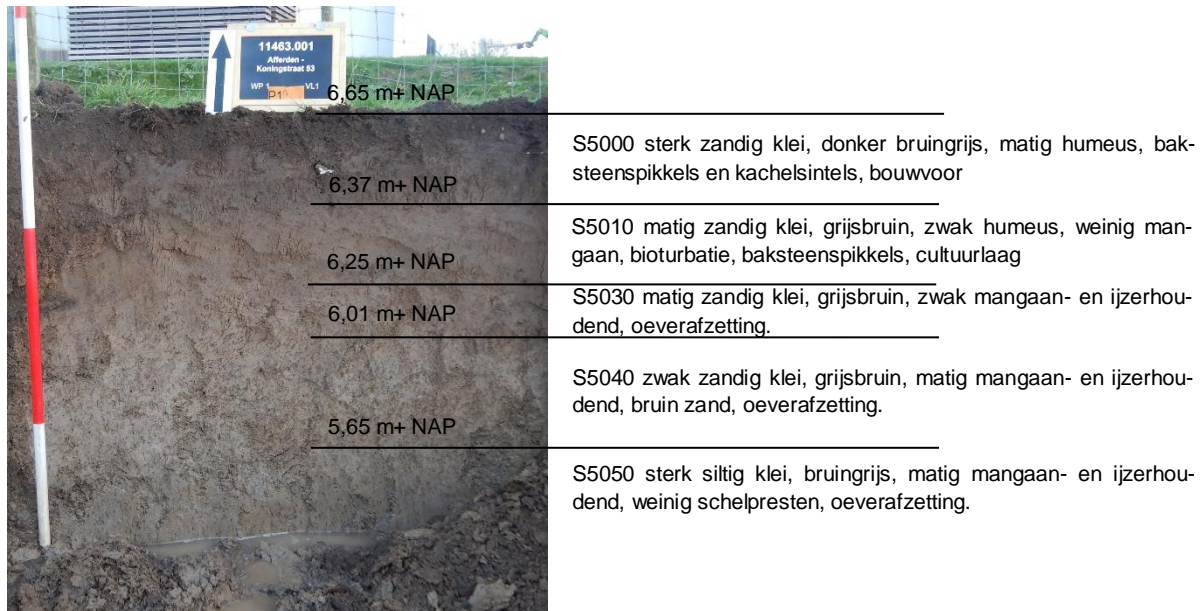 11463.001
Afferden -
Koningstraat 53
WP 1 VL1
P1
6,65 m+ NAP
S5000 sterk zandig klei, donker bruingrijs, matig humeus, bak-
steenspikkels en kachelsintels, bouwvoor
6,37 m+ NAP
S5010 matig zandig klei, grijsbruin, zwak humeus, weinig man-
gaan, bioturbatie, baksteenspikkels, cultuurlaag
6,25 m+ NAP
S5030 matig zandig klei, grijsbruin, zwak mangaan- en ijzerhou-
dend, oeverafzetting.
6,01 m+ NAP
S5040 zwak zandig klei, grijsbruin, matig mangaan- en ijzerhou-
dend, bruin zand, oeverafzetting.
5,65 m+ NAP
S5050 sterk siltig klei, bruingrijs, matig mangaan- en ijzerhou-
dend, weinig schelpresten, oeverafzetting.